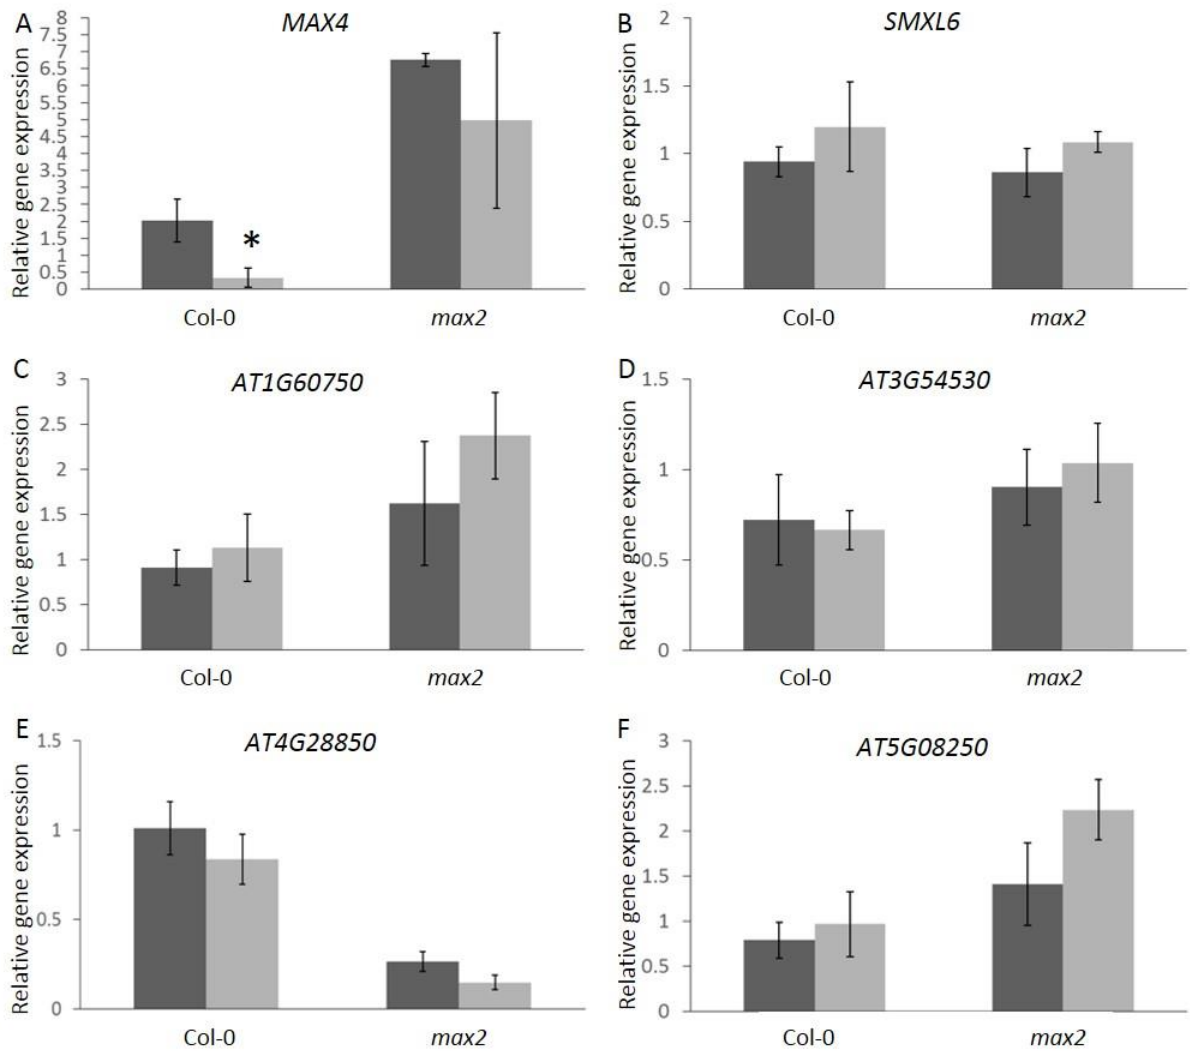 A
MAX4
Relative gene expression
8
7.5
7
6.5
6
5.5
5
4.5
4
3.5
3
2.5
2
1.5
1
0.5
0
*
Col-0
max2
B
SMXL6
Relative gene expression
2
1.5
1
0.5
0
Col-0
max2
C
AT1G60750
Relative gene expression
3
2.5
2
1.5
1
0.5
0
Col-0
max2
D
AT3G54530
Relative gene expression
1.5
1
0.5
0
Col-0
max2
E
AT4G28850
Relative gene expression
1.5
1
0.5
0
Col-0
max2
F
AT5G08250
Relative gene expression
3
2.5
2
1.5
1
0.5
0
Col-0
max2